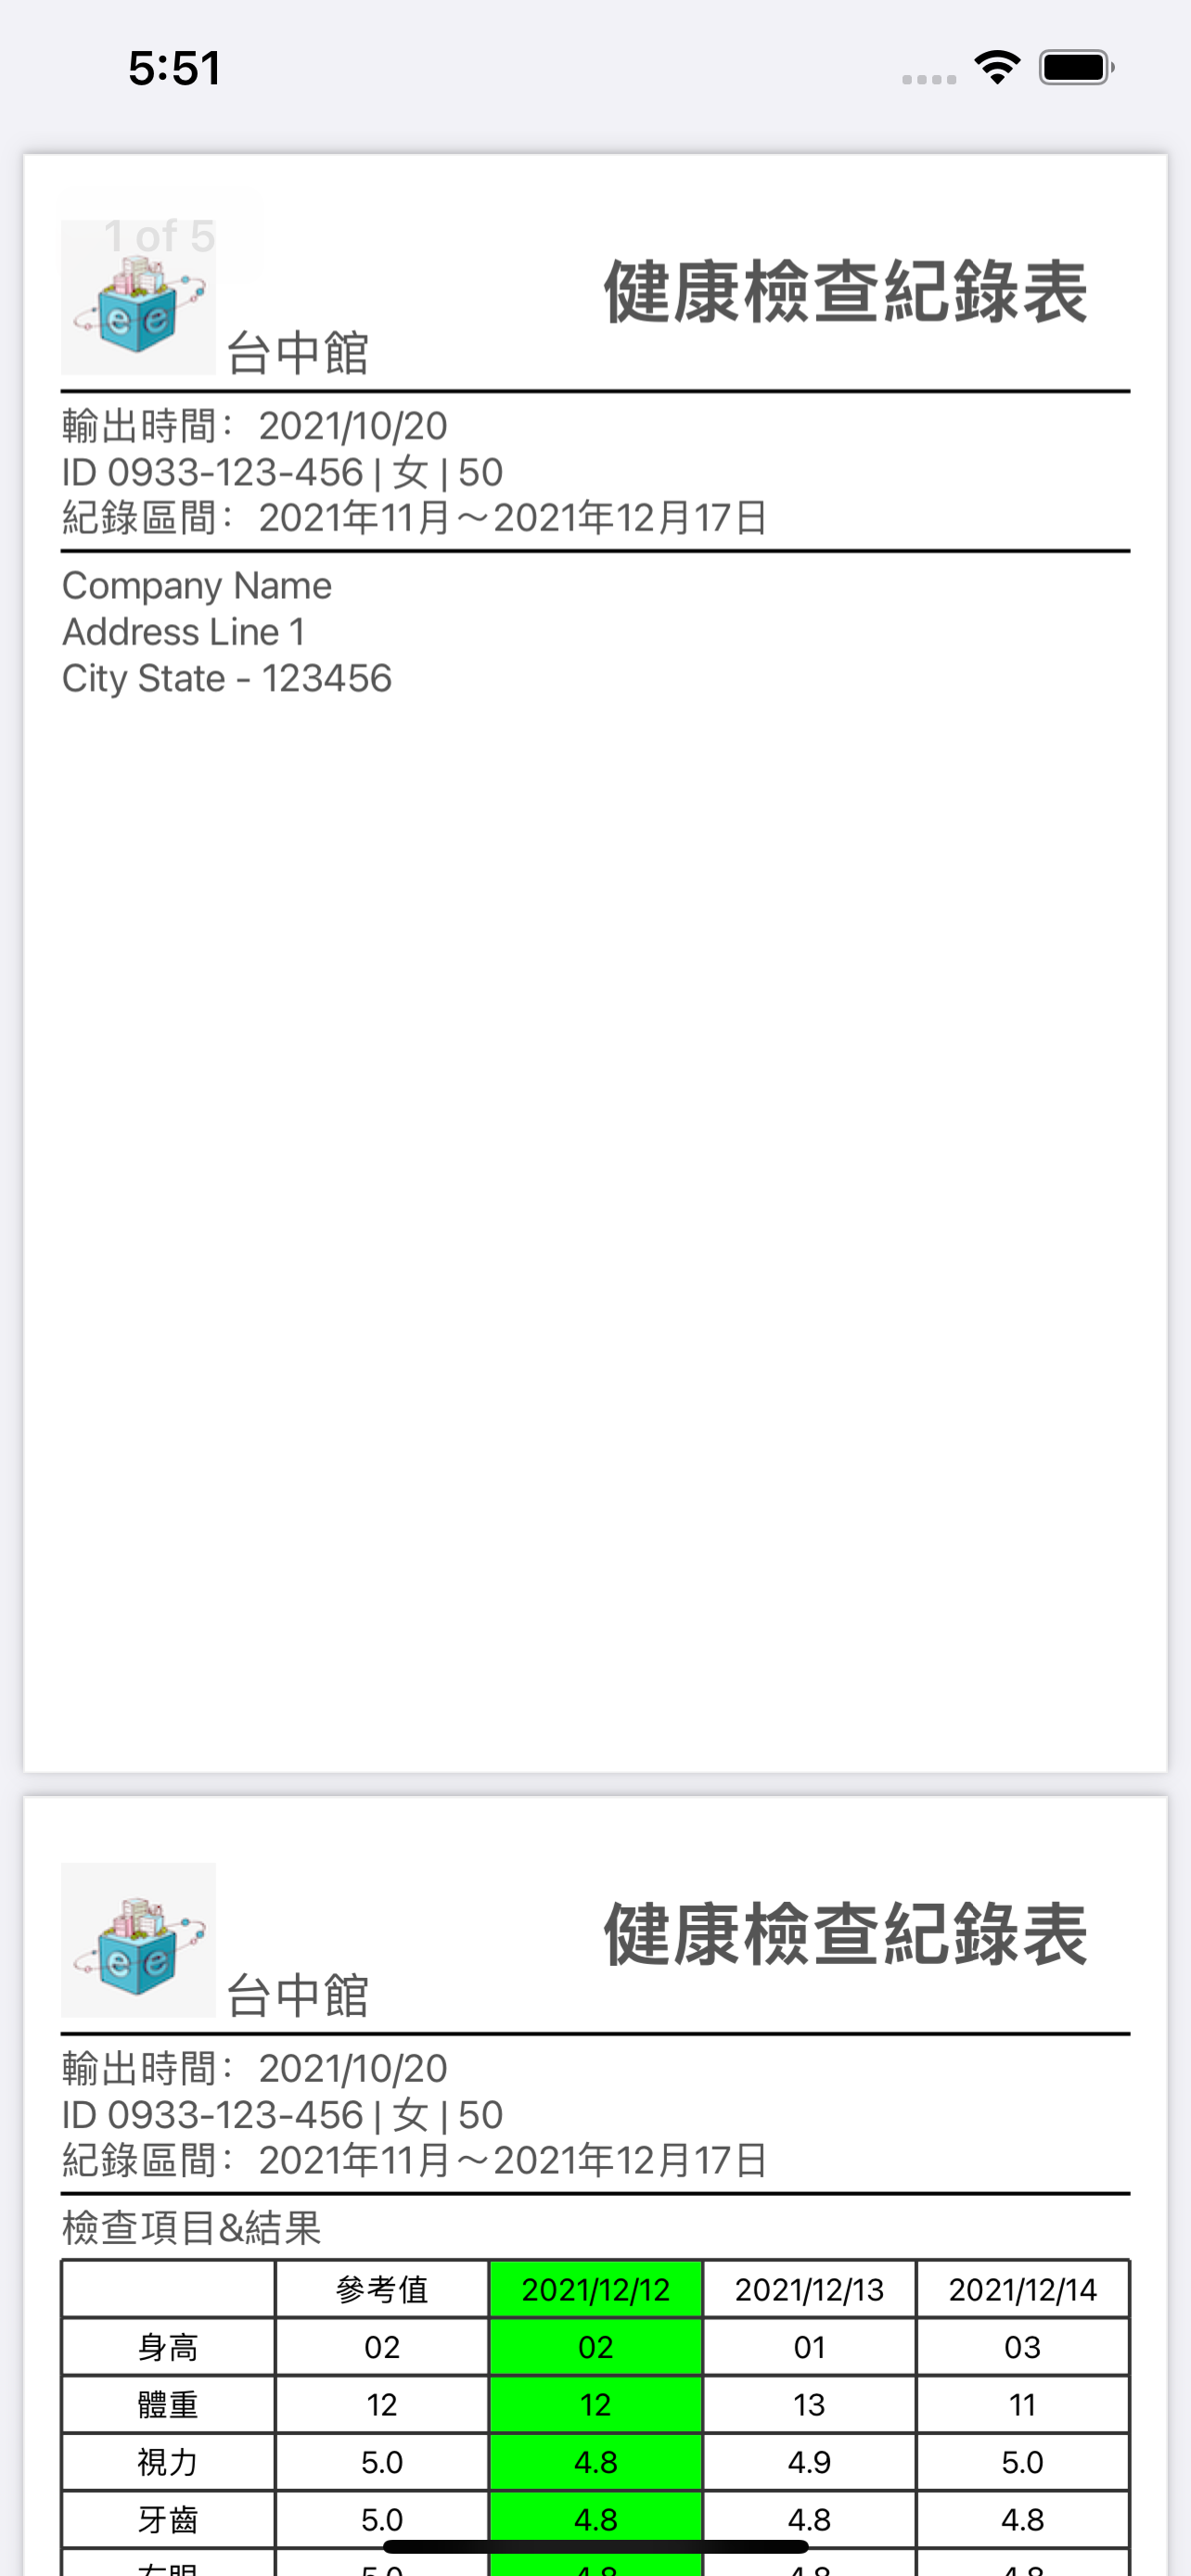 5:51
1 of 5
健康檢查紀錄表
e e
台中館
輸出時間：2021/10/20
ID 0933-123-456 | 女 | 50
紀錄區間：2021年11月～2021年12月17日
Company Name
Address Line 1
City State - 123456
健康檢查紀錄表
e e
台中館
輸出時間：2021/10/20
ID 0933-123-456 | 女 | 50
紀錄區間：2021年11月～2021年12月17日
檢查項目&結果
參考值 2021/12/12 2021/12/13 2021/12/14
身高 02 02 01 03
體重 12 12 13 11
視力 5.0 4.8 4.9 5.0
牙齒 5.0 4.8 4.8 4.8
5.0 4.8 4.8 4.8